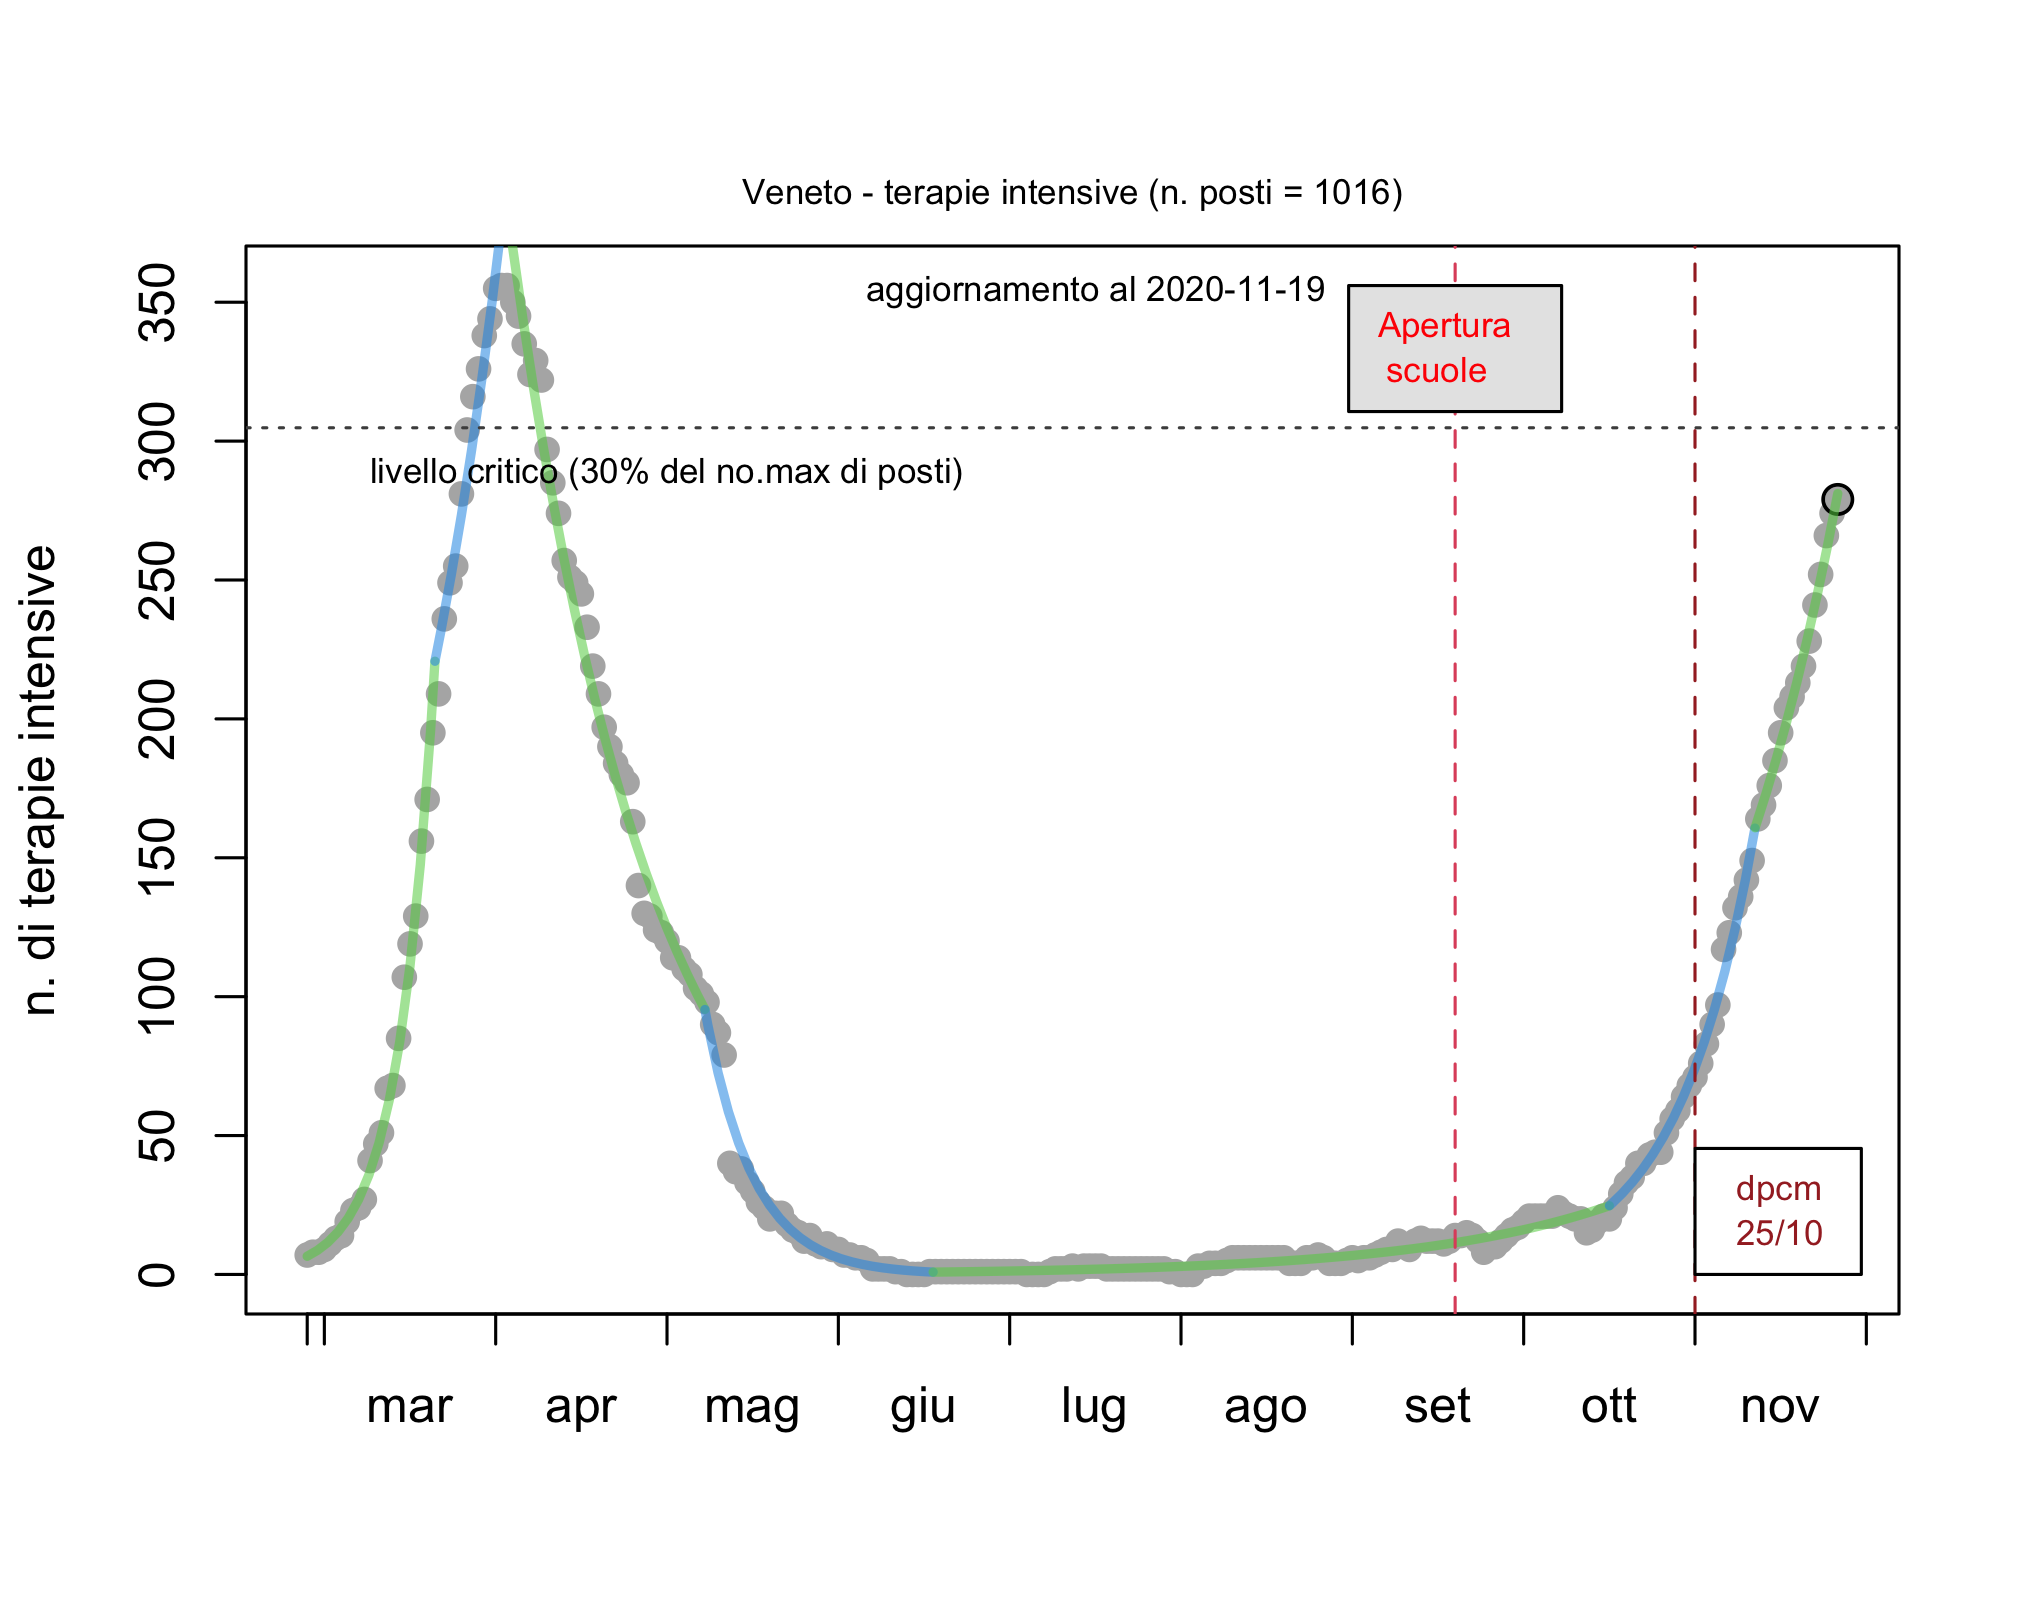 Veneto - terapie intensive (n. posti = 1016)
aggiornamento al 2020-11-19
Apertura
scuole
livello critico (30% del no.max di posti)
n. di terapie intensive
350
300
250
200
150
100
50
0
dpcm
25/10
mar apr mag giu lug ago set ott nov